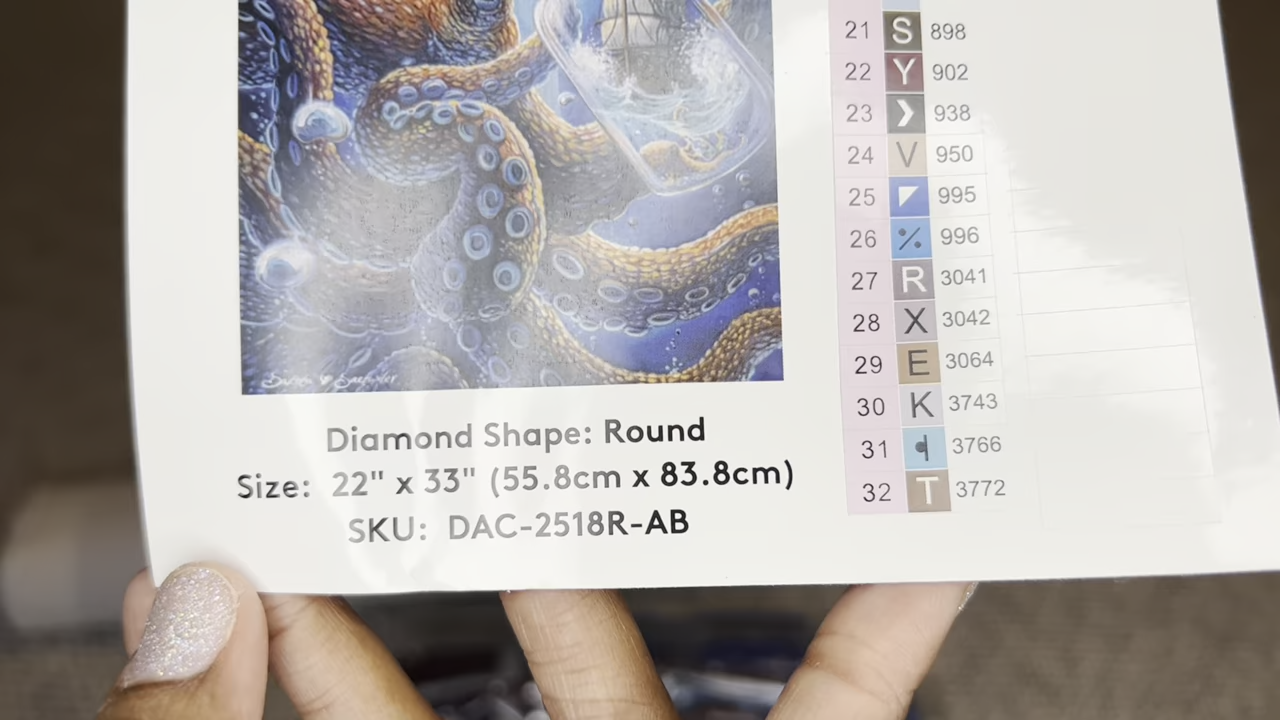 21 S 898
22 Y 902
23 938
24 V 950
25 995
26 % 996
27 R 3041
28 X 3042
29 E 3064
30 K 3743
31 3766
32 T 3772
Diamond Shape: Round
Size: 22" x 33" (55.8cm x 83.8cm)
SKU: DAC-2518R-AB